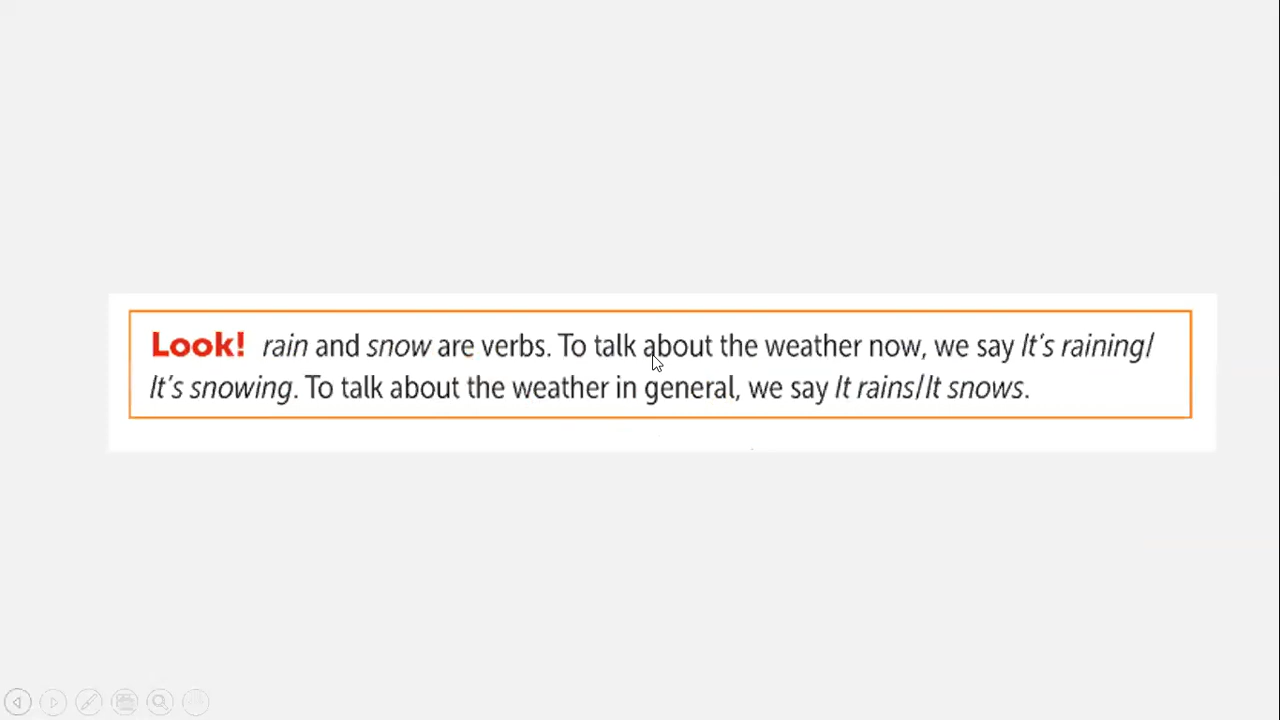 Look! rain and snow are verbs. To talk about the weather now, we say It's raining/
It's snowing. To talk about the weather in general, we say It rains/It snows.